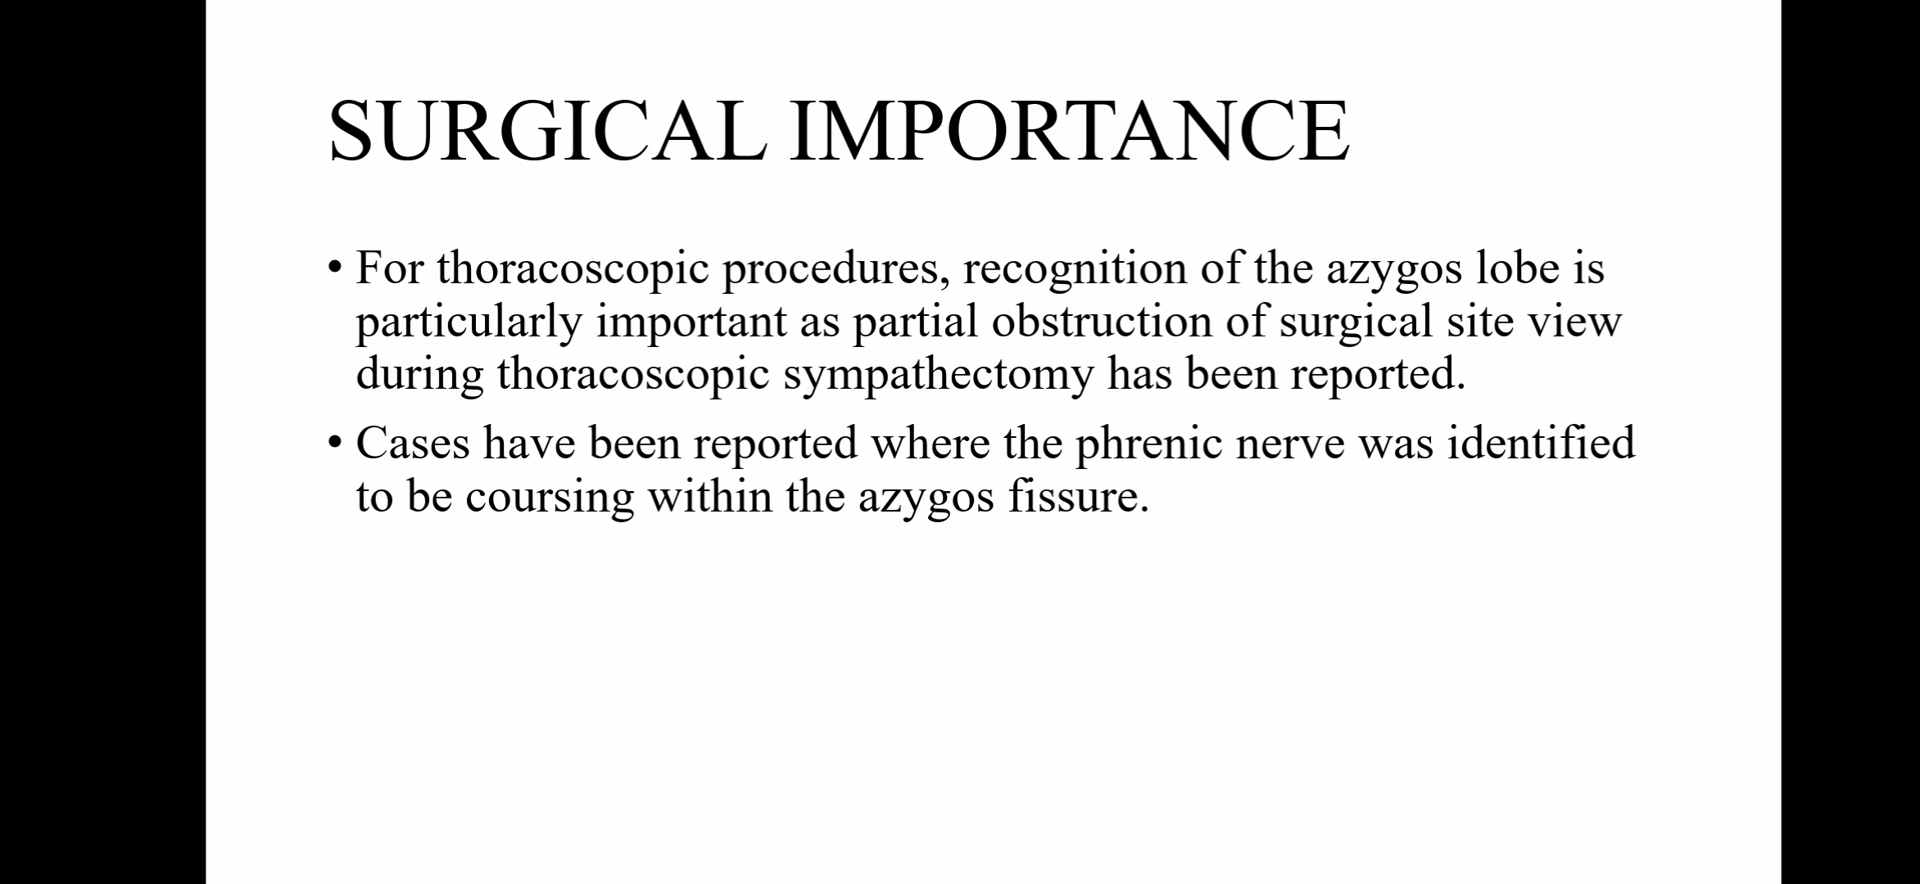 SURGICAL IMPORTANCE
• For thoracoscopic procedures, recognition of the azygos lobe is
particularly important as partial obstruction of surgical site view
during thoracoscopic sympathectomy has been reported.
• Cases have been reported where the phrenic nerve was identified
to be coursing within the azygos fissure.